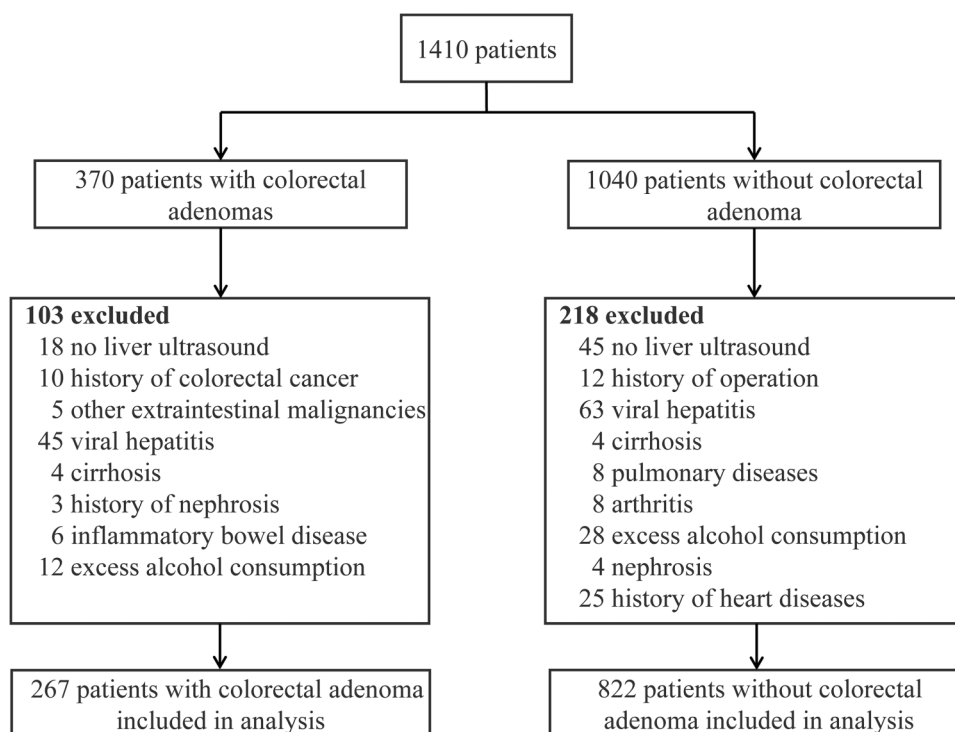 1410 patients
370 patients with colorectal
adenomas
1040 patients without colorectal
adenoma
103 excluded
18 no liver ultrasound
10 history of colorectal cancer
5 other extraintestinal malignancies
45 viral hepatitis
4 cirrhosis
3 history of nephrosis
6 inflammatory bowel disease
12 excess alcohol consumption
218 excluded
45 no liver ultrasound
12 history of operation
63 viral hepatitis
4 cirrhosis
8 pulmonary diseases
8 arthritis
28 excess alcohol consumption
4 nephrosis
25 history of heart diseases
267 patients with colorectal adenoma
included in analysis
822 patients without colorectal
adenoma included in analysis